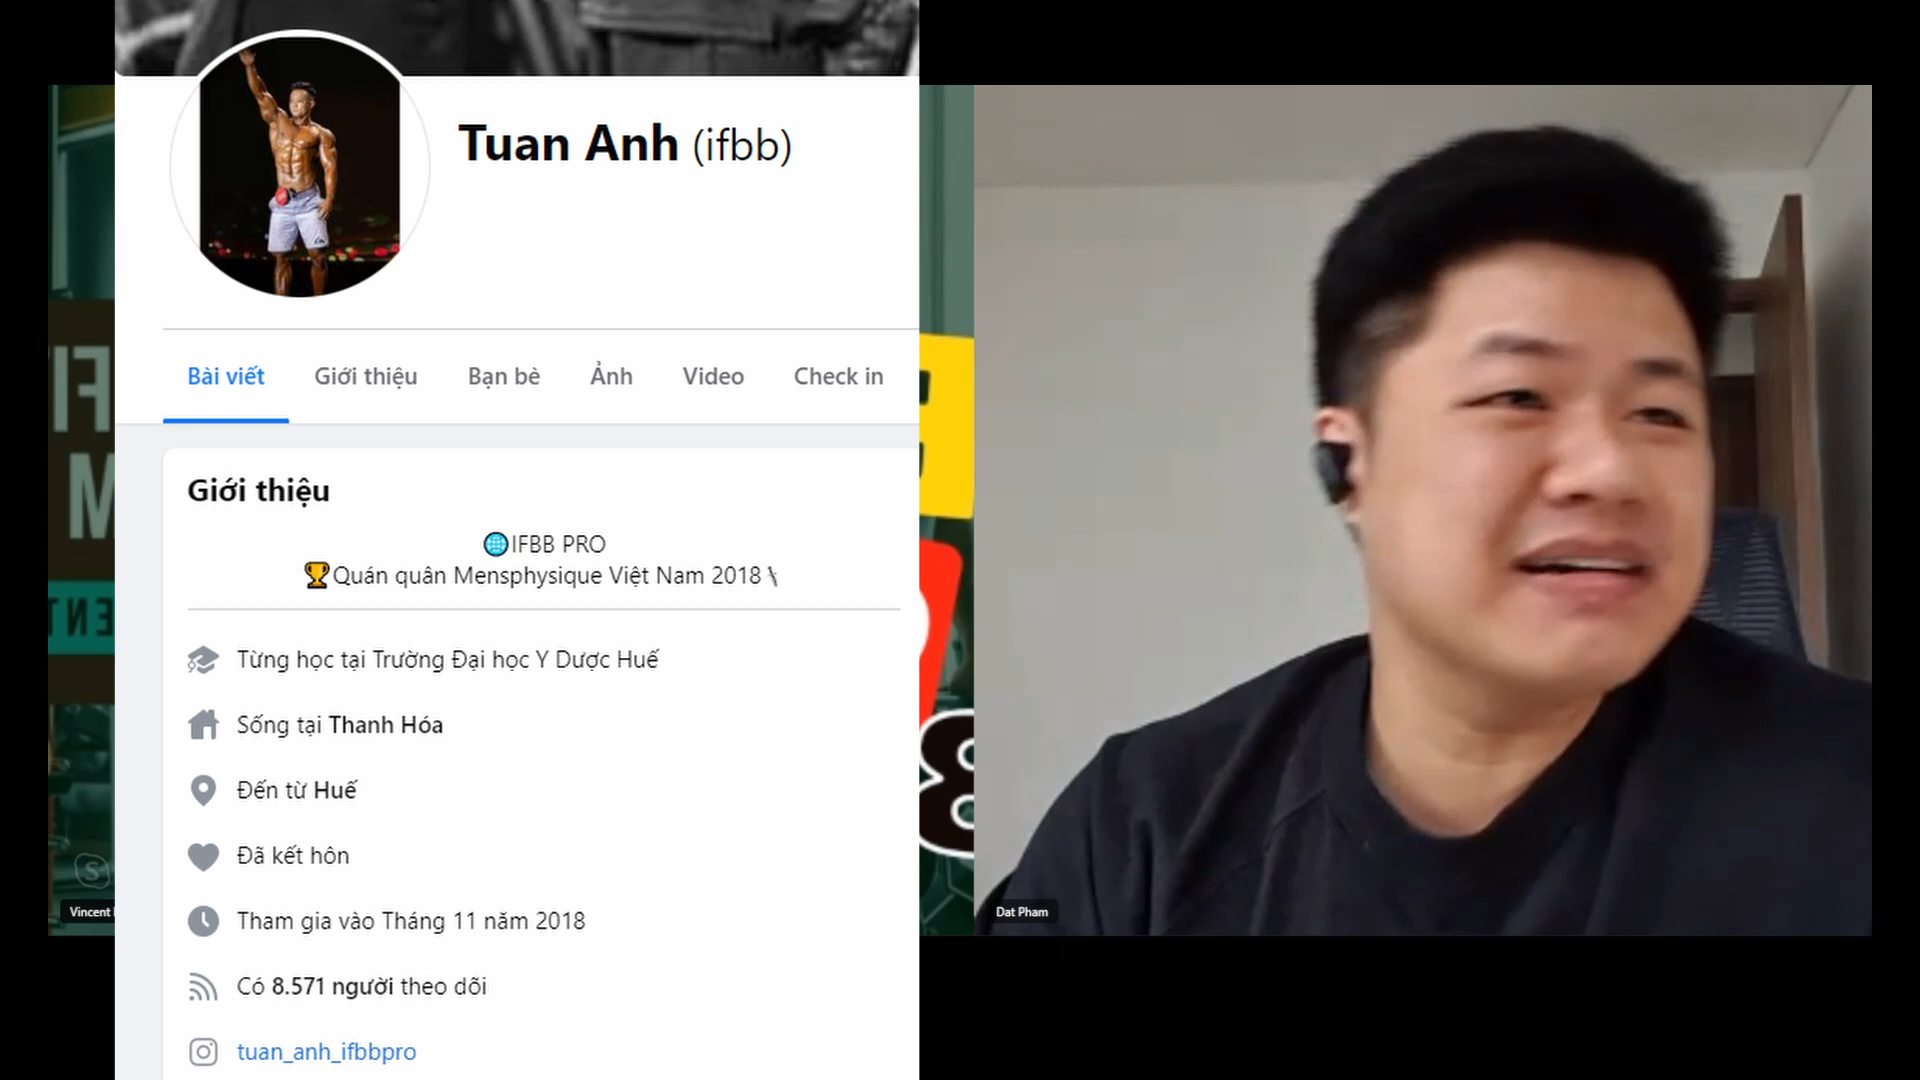 Tuan Anh (ifbb)
Bài viết
Giới thiệu
Bạn bè
Ảnh
Video
Check in
Giới thiệu
🌐IFBB PRO
🏆Quán quân Mensphysique Việt Nam 2018
Từng học tại Trường Đại học Y Dược Huế
Sống tại Thanh Hóa
Đến từ Huế
Đã kết hôn
Tham gia vào Tháng 11 năm 2018
Có 8.571 người theo dõi
tuan_anh_ifbbpro
Vincent
Dat Pham
8